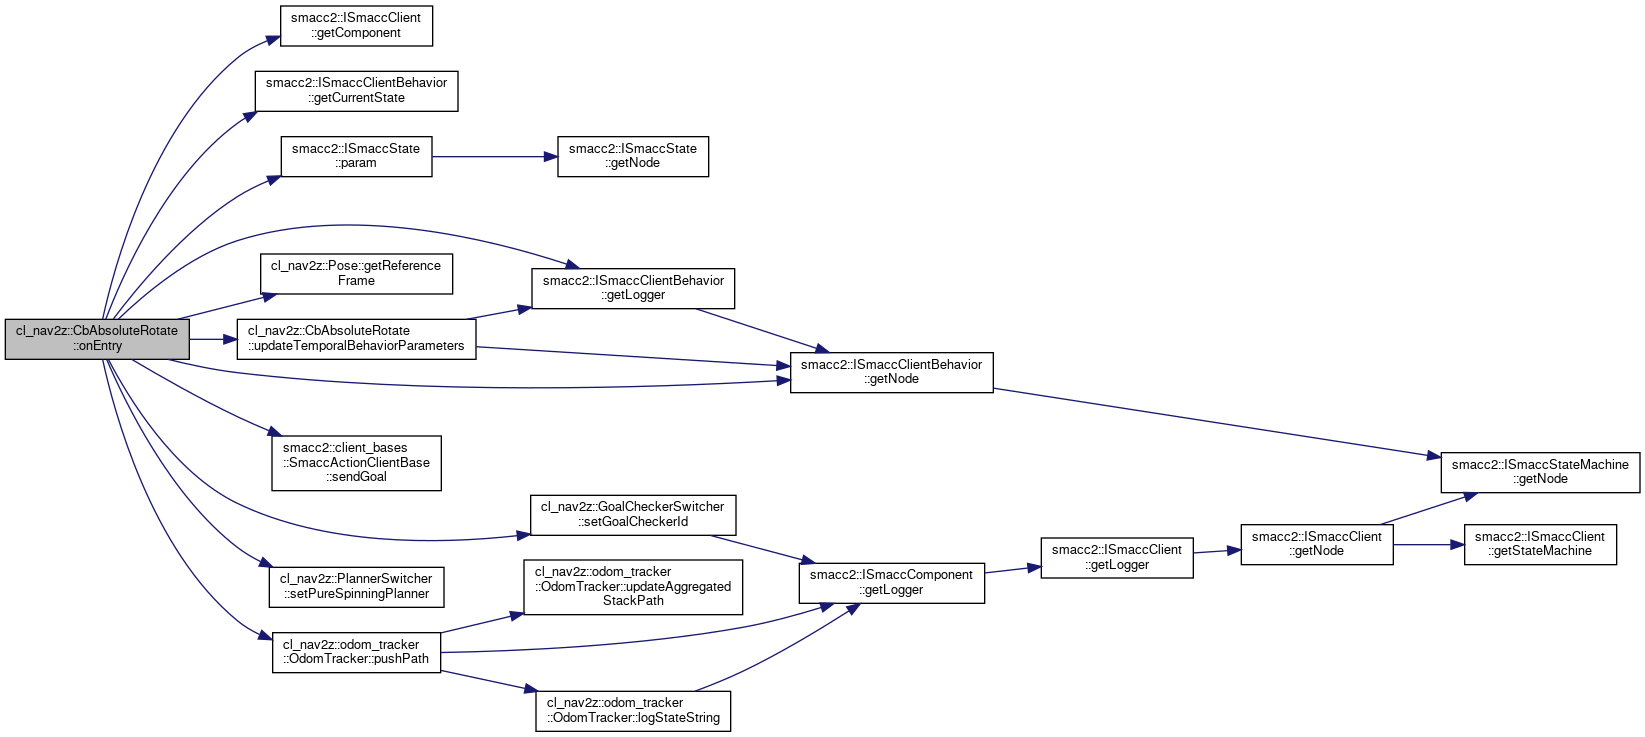 smacc2::ISmaccClient
::getComponent
smacc2::ISmaccClientBehavior
::getCurrentState
smacc2::ISmaccState
::param
smacc2::ISmaccState
::getNode
cl_nav2z::Pose::getReference
Frame
smacc2::ISmaccClientBehavior
::getLogger
cl_nav2z::CbAbsoluteRotate
::onEntry
cl_nav2z::CbAbsoluteRotate
::updateTemporalBehaviorParameters
smacc2::ISmaccClientBehavior
::getNode
smacc2::client_bases
::SmaccActionClientBase
::sendGoal
smacc2::ISmaccStateMachine
::getNode
cl_nav2z::GoalCheckerSwitcher
::setGoalCheckerId
smacc2::ISmaccClient
::getNode
smacc2::ISmaccClient
::getStateMachine
smacc2::ISmaccClient
::getLogger
cl_nav2z::PlannerSwitcher
::setPureSpinningPlanner
cl_nav2z::odom_tracker
::OdomTracker::updateAggregated
StackPath
smacc2::ISmaccComponent
::getLogger
cl_nav2z::odom_tracker
::OdomTracker::pushPath
cl_nav2z::odom_tracker
::OdomTracker::logStateString